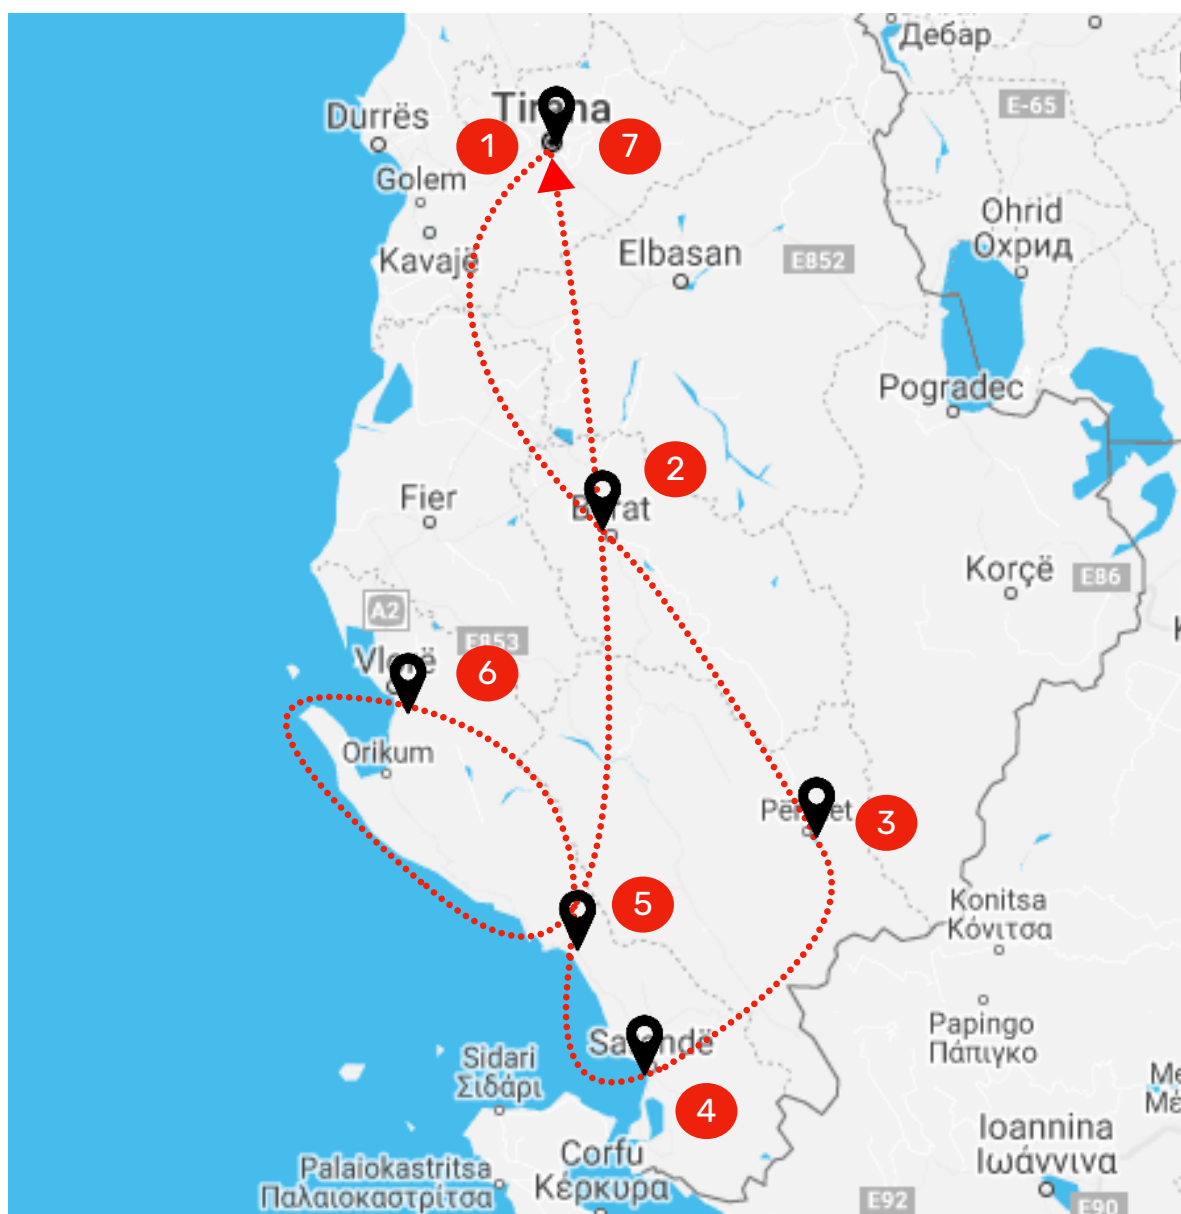 Дебар
E-65
Durrës
1
7
Golem
Kavajë
Elbasan
E852
Ohrid
Охрид
Pogradec
2
Fier
Korçë
E86
A2
E853
6
Orikum
3
5
Konitsa
Κόνιτσα
Papingo
Πάπιγκο
Sidari
Σιδάρι
4
Ioannina
Ιωάννινα
Corfu
Κέρκυρα
Palaiokastritsa
Παλαιοκαστρίτσα
E92
E90